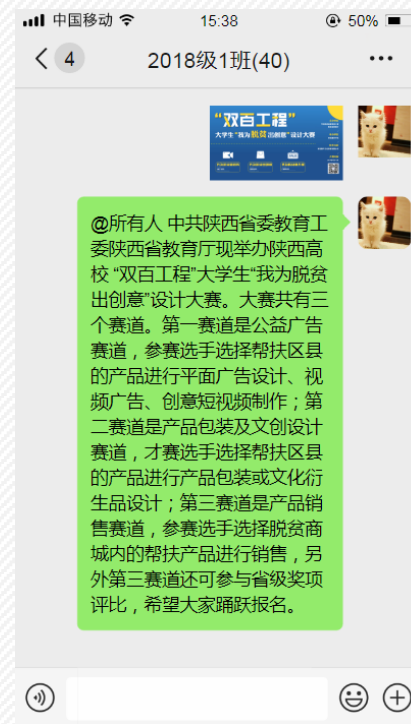 中国移动 15:38 50%
4 2018级1班(40)
“双百工程”
大学生“我为脱贫出创意”设计大赛
@所有人 中共陕西省委教育工
委陕西省教育厅现举办陕西高
校 “双百工程”大学生“我为脱贫
出创意”设计大赛。大赛共有三
个赛道。第一赛道是公益广告
赛道，参赛选手选择帮扶区县
的产品进行平面广告设计、视
频广告、创意短视频制作；第
二赛道是产品包装及文创设计
赛道，才赛选手选择帮扶区县
的产品进行产品包装或文化衍
生品设计；第三赛道是产品销
售赛道，参赛选手选择脱贫商
城内的帮扶产品进行销售，另
外第三赛道还可参与省级奖项
评比，希望大家踊跃报名。